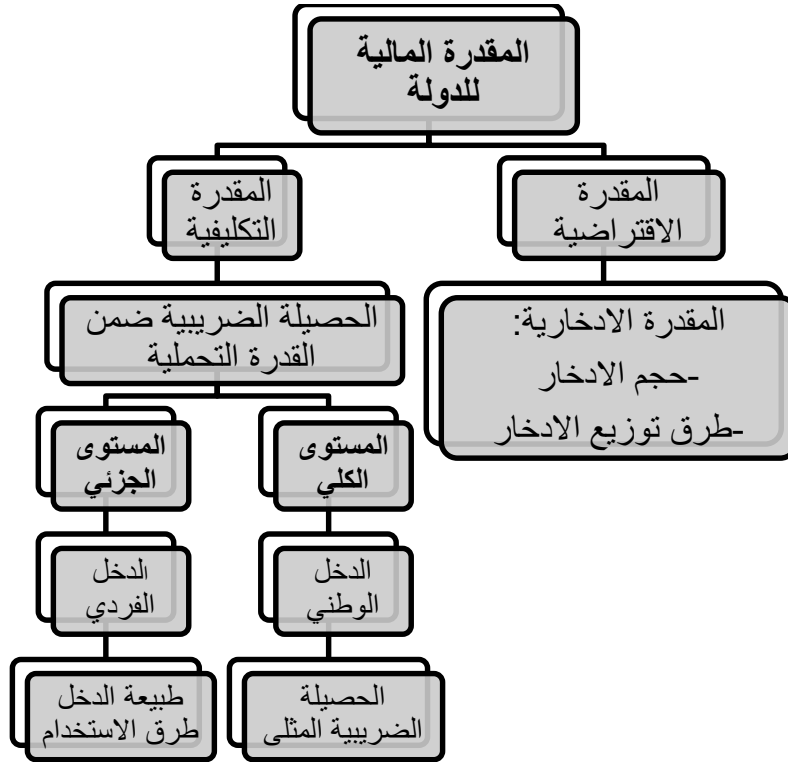 المقدرة المالية
للدولة
المقدرة
الاقتراضية
المقدرة
التكليفية
المقدرة الادخارية:
-حجم الادخار
-طرق توزيع الادخار
الحصيلة الضريبية ضمن
القدرة التحملية
المستوى
الكلي
المستوى
الجزئي
الدخل
الوطني
الدخل
الفردي
الحصيلة
الضريبية المثلى
طبيعة الدخل
طرق الاستخدام